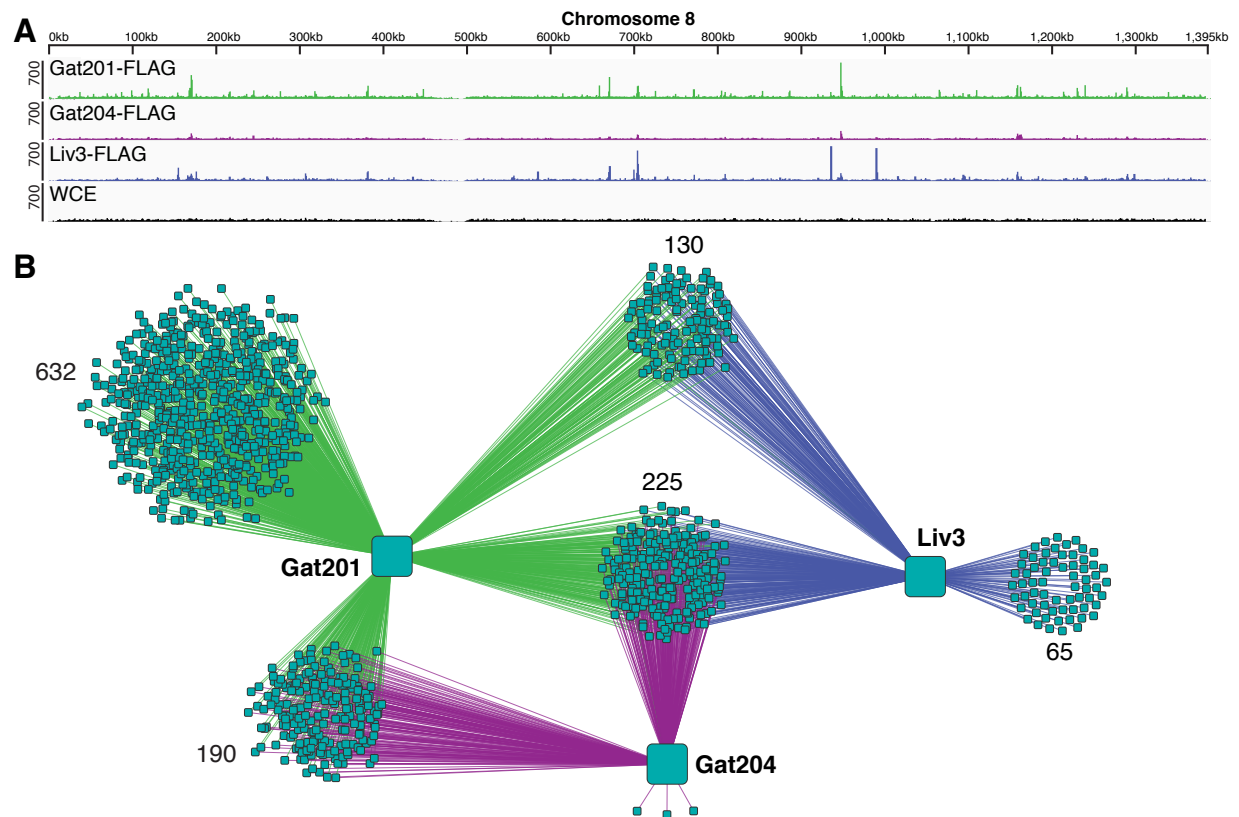 Chromosome 8
A
0kb 100kb 200kb 300kb 400kb 500kb 600kb 700kb 800kb 900kb 1,000kb 1,100kb 1,200kb 1,300kb 1,395kb
700 Gat201-FLAG
700 Gat204-FLAG
700 Liv3-FLAG
700 WCE
B
130
632
225
Liv3
Gat201
65
190
Gat204